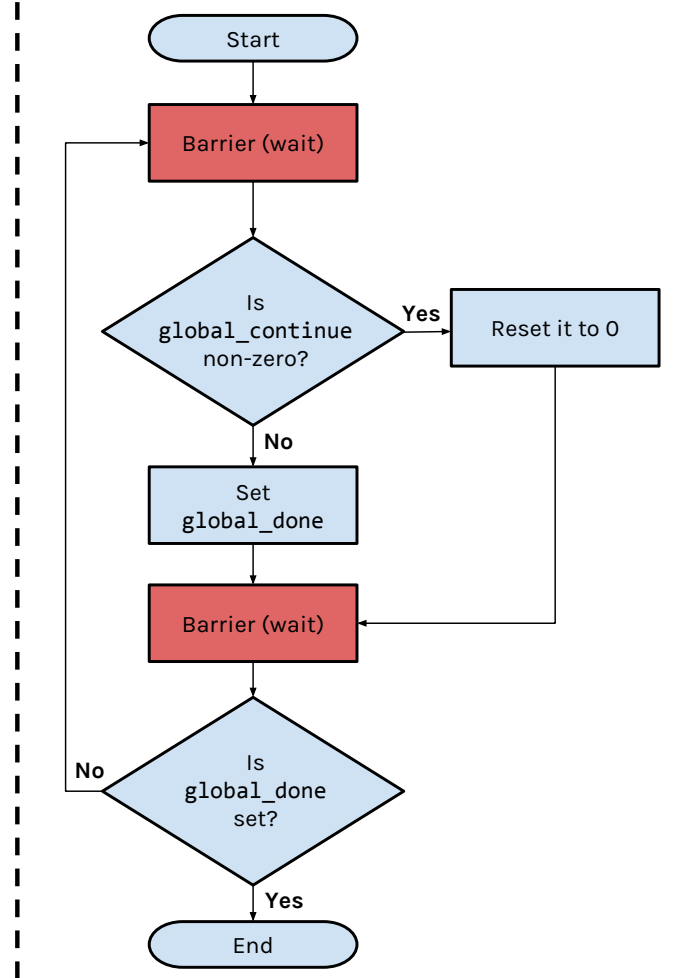 Start
Barrier (wait)
Is
global_continue
non-zero?
Yes
Reset it to 0
No
Set
global_done
Barrier (wait)
Is
global_done
set?
No
Yes
End